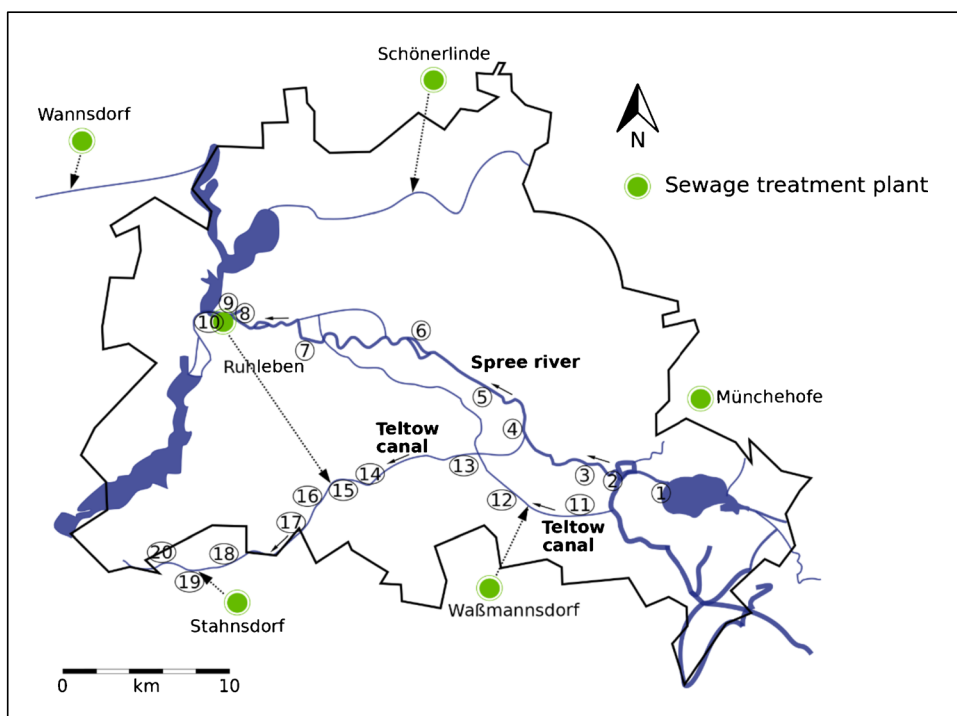 Schönerlinde
Wannsdorf
N
Sewage treatment plant
9
8
10
7
6
Ruhleben
Spree river
5
Münchehofe
4
Teltow
canal
13
14
15
16
3
2
1
12
11
17
Teltow
canal
20
18
19
Stahnsdorf
Waßmannsdorf
0 km 10